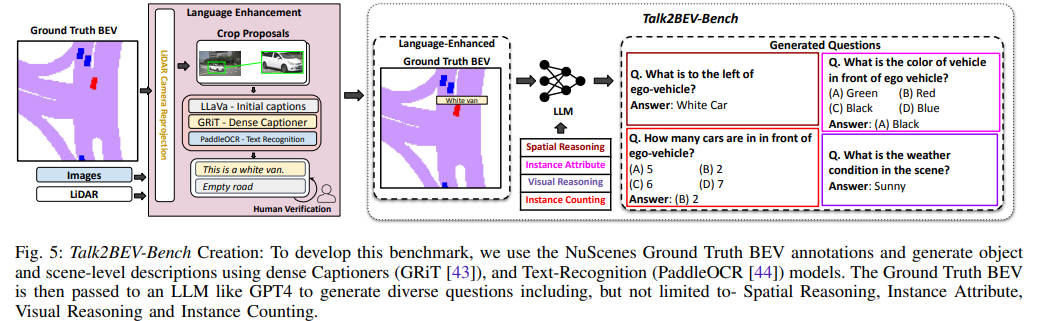 Ground Truth BEV
Images
LiDAR
LiDAR Camera Reprojection
Language Enhancement
Crop Proposals
LLaVa - Initial captions
GRiT - Dense Captioner
PaddleOCR - Text Recognition
This is a white van.
Empty road
Human Verification
Talk2BEV-Bench
Language-Enhanced
Ground Truth BEV
White van
LLM
Spatial Reasoning
Instance Attribute
Visual Reasoning
Instance Counting
Generated Questions
Q. What is to the left of
ego-vehicle?
Answer: White Car
Q. What is the color of vehicle
in front of ego vehicle?
(A) Green (B) Red
(C) Black (D) Blue
Answer: (A) Black
Q. How many cars are in in front of
ego-vehicle?
(A) 5 (B) 2
(C) 6 (D) 7
Answer: (B) 2
Q. What is the weather
condition in the scene?
Answer: Sunny
Fig. 5: Talk2BEV-Bench Creation: To develop this benchmark, we use the NuScenes Ground Truth BEV annotations and generate object
and scene-level descriptions using dense Captioners (GRiT [43]), and Text-Recognition (PaddleOCR [44]) models. The Ground Truth BEV
is then passed to an LLM like GPT4 to generate diverse questions including, but not limited to- Spatial Reasoning, Instance Attribute,
Visual Reasoning and Instance Counting.